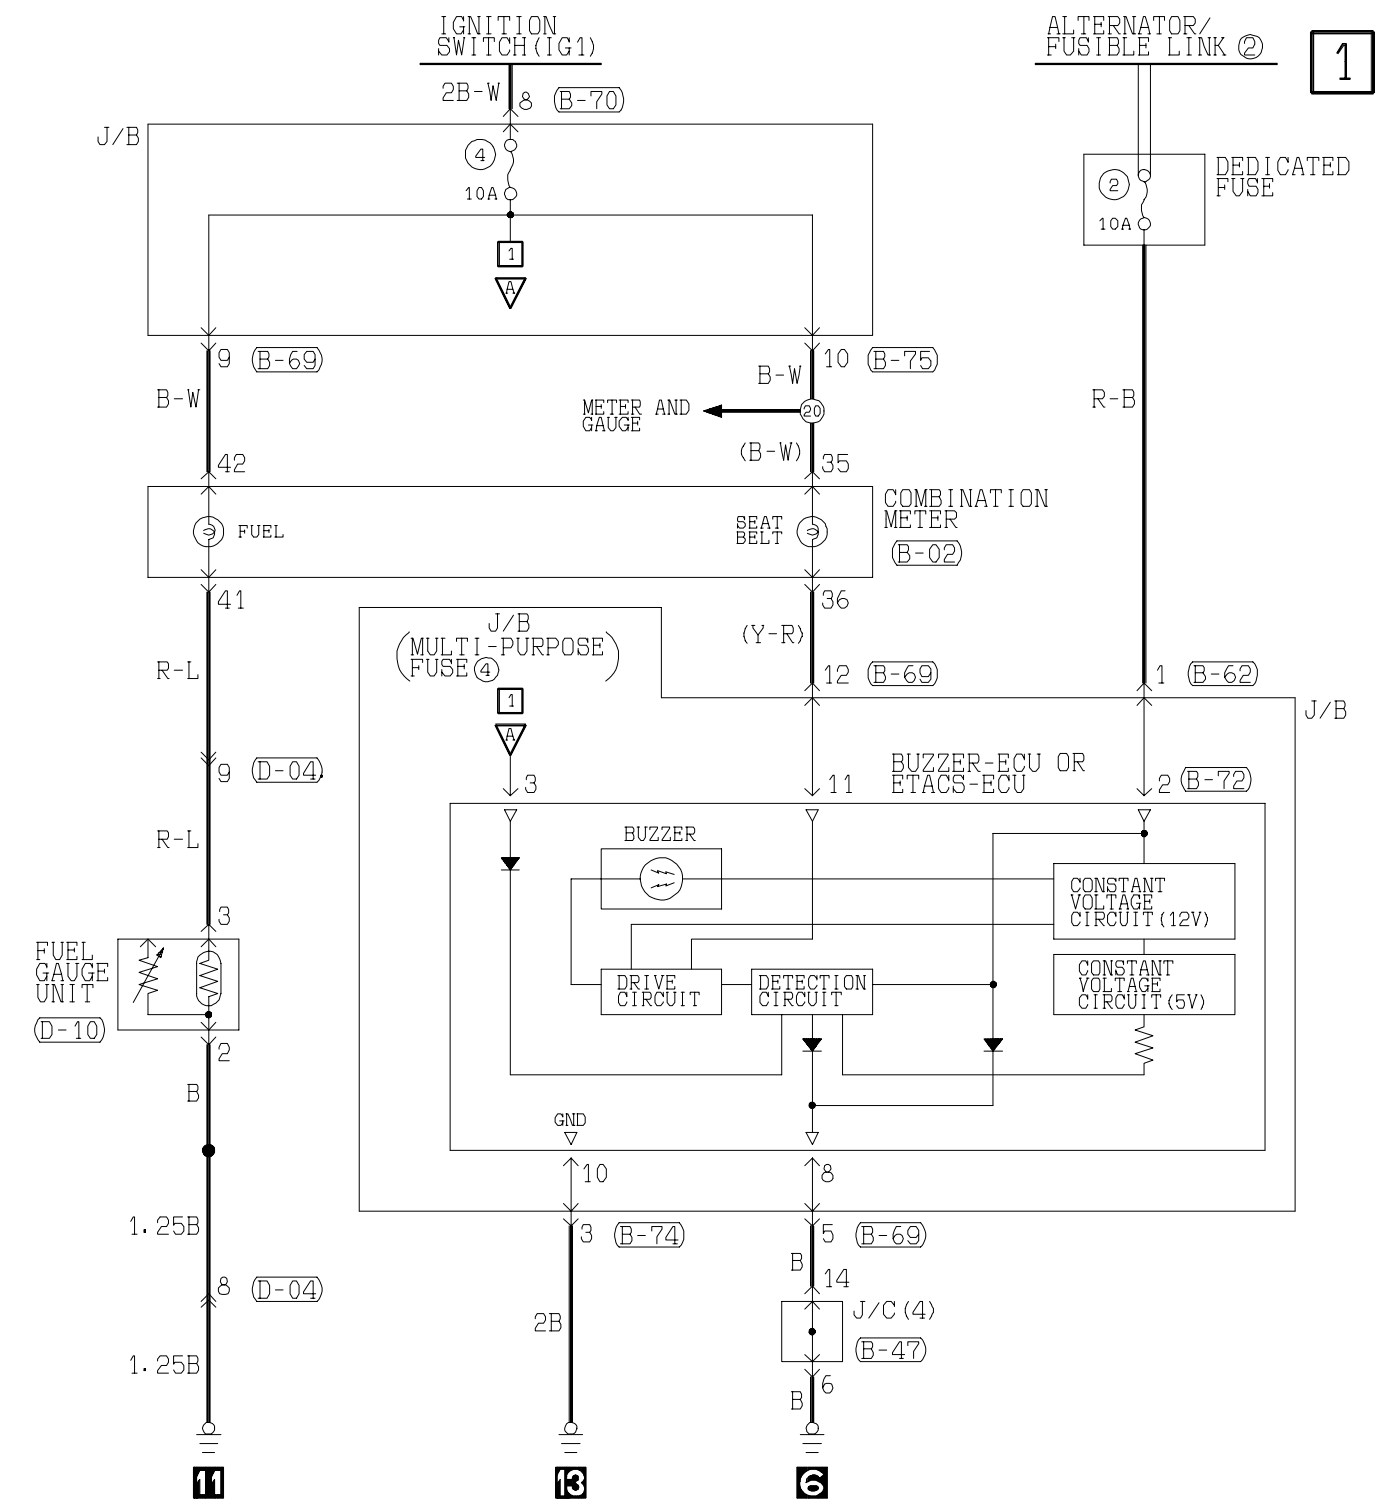 IGNITION
SWITCH(IG1)
ALTERNATOR/
FUSIBLE LINK ②
1
2B-W
8
B-70
J/B
4
10A
1
A
DEDICATED
FUSE
2
10A
9
B-69
10
B-75
B-W
B-W
METER AND
GAUGE
20
R-B
(B-W)
42
35
FUEL
SEAT
BELT
COMBINATION
METER
B-02
41
36
J/B
(MULTI-PURPOSE
FUSE④)
(Y-R)
R-L
12
B-69
1
B-62
1
A
J/B
9
D-04
BUZZER-ECU OR
ETACS-ECU
3
11
2
B-72
R-L
BUZZER
CONSTANT
VOLTAGE
CIRCUIT(12V)
3
FUEL
GAUGE
UNIT
D-10
DRIVE
CIRCUIT
DETECTION
CIRCUIT
CONSTANT
VOLTAGE
CIRCUIT(5V)
2
B
GND
10
8
1.25B
3
B-74
5
B-69
B
8
D-04
14
2B
J/C(4)
B-47
1.25B
6
B
11
13
6